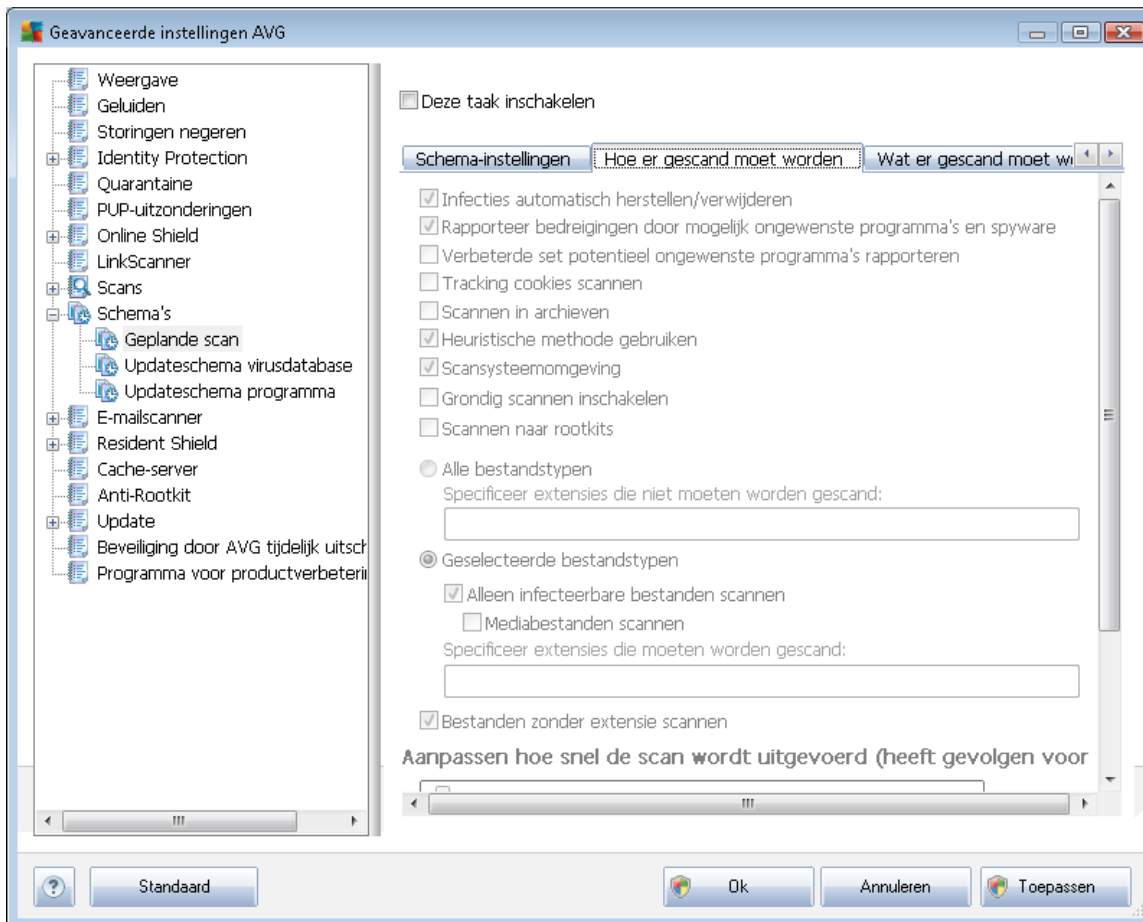 Geavanceerde instellingen AVG
Weergave
Geluiden
Storingen negeren
Identity Protection
Quarantaine
PUP-uitzonderingen
Online Shield
LinkScanner
Scans
Schema's
Geplande scan
Updateschema virusdatabase
Updateschema programma
E-mailscanner
Resident Shield
Cache-server
Anti-Rootkit
Update
Beveiliging door AVG tijdelijk uitsch
Programma voor productverbeterin
Deze taak inschakelen
Schema-instellingen
Hoe er gescand moet worden
Wat er gescand moet w
Infecties automatisch herstellen/verwijderen
Rapporteer bedreigingen door mogelijk ongewenste programma's en spyware
Verbeterde set potentieel ongewenste programma's rapporteren
Tracking cookies scannen
Scannen in archieven
Heuristische methode gebruiken
Scansysteemomgeving
Grondig scannen inschakelen
Scannen naar rootkits
Alle bestandstypen
Specificeer extensies die niet moeten worden gescand:
Geselecteerde bestandstypen
Alleen infecteerbare bestanden scannen
Mediabestanden scannen
Specificeer extensies die moeten worden gescand:
Bestanden zonder extensie scannen
Aanpassen hoe snel de scan wordt uitgevoerd (heeft gevolgen voor
?
Standaard
Ok
Annuleren
Toepassen